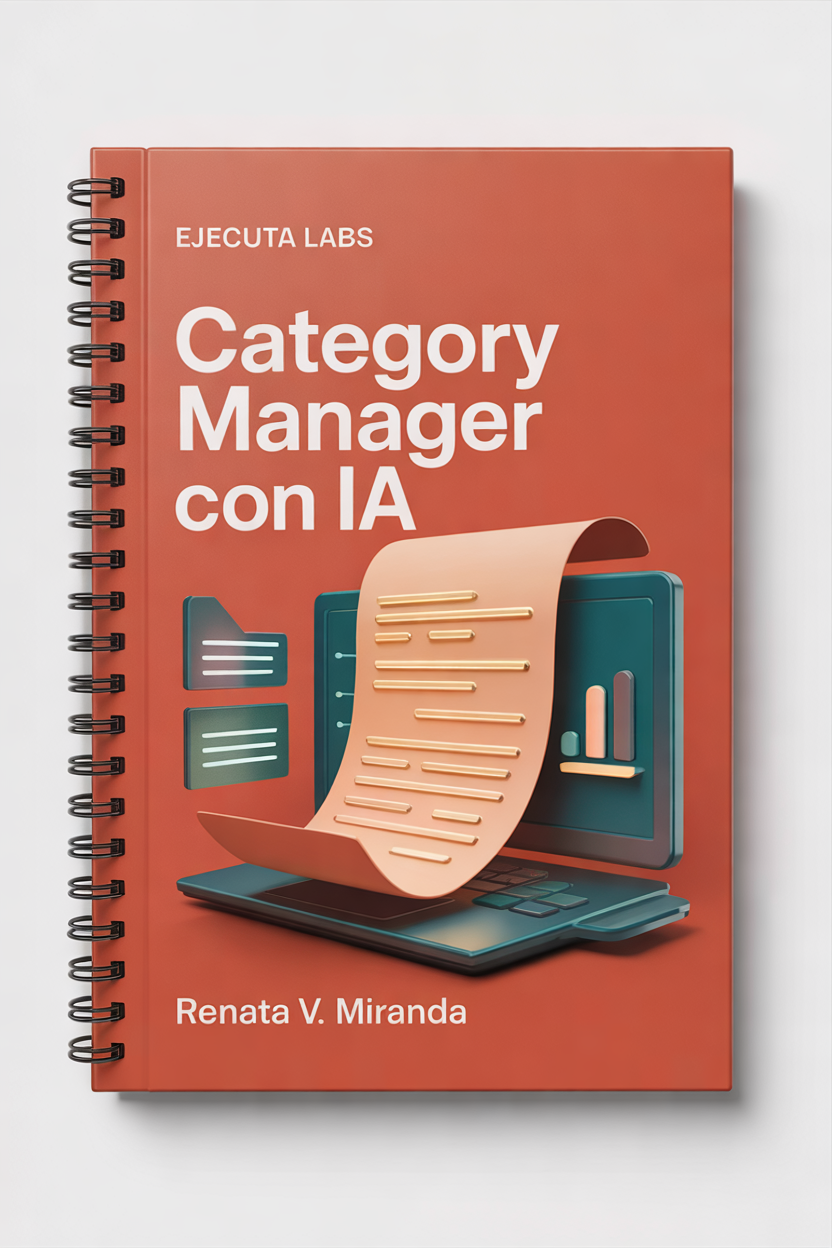 EJECUTA LABS
Category
Manager
con IA
Renata V. Miranda